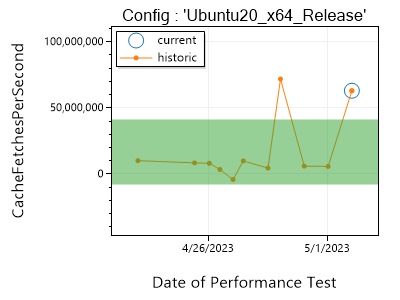 Config : 'Ubuntu20_x64_Release'
current
historic
100,000,000
50,000,000
0
CacheFetchesPerSecond
4/26/2023
5/1/2023
Date of Performance Test